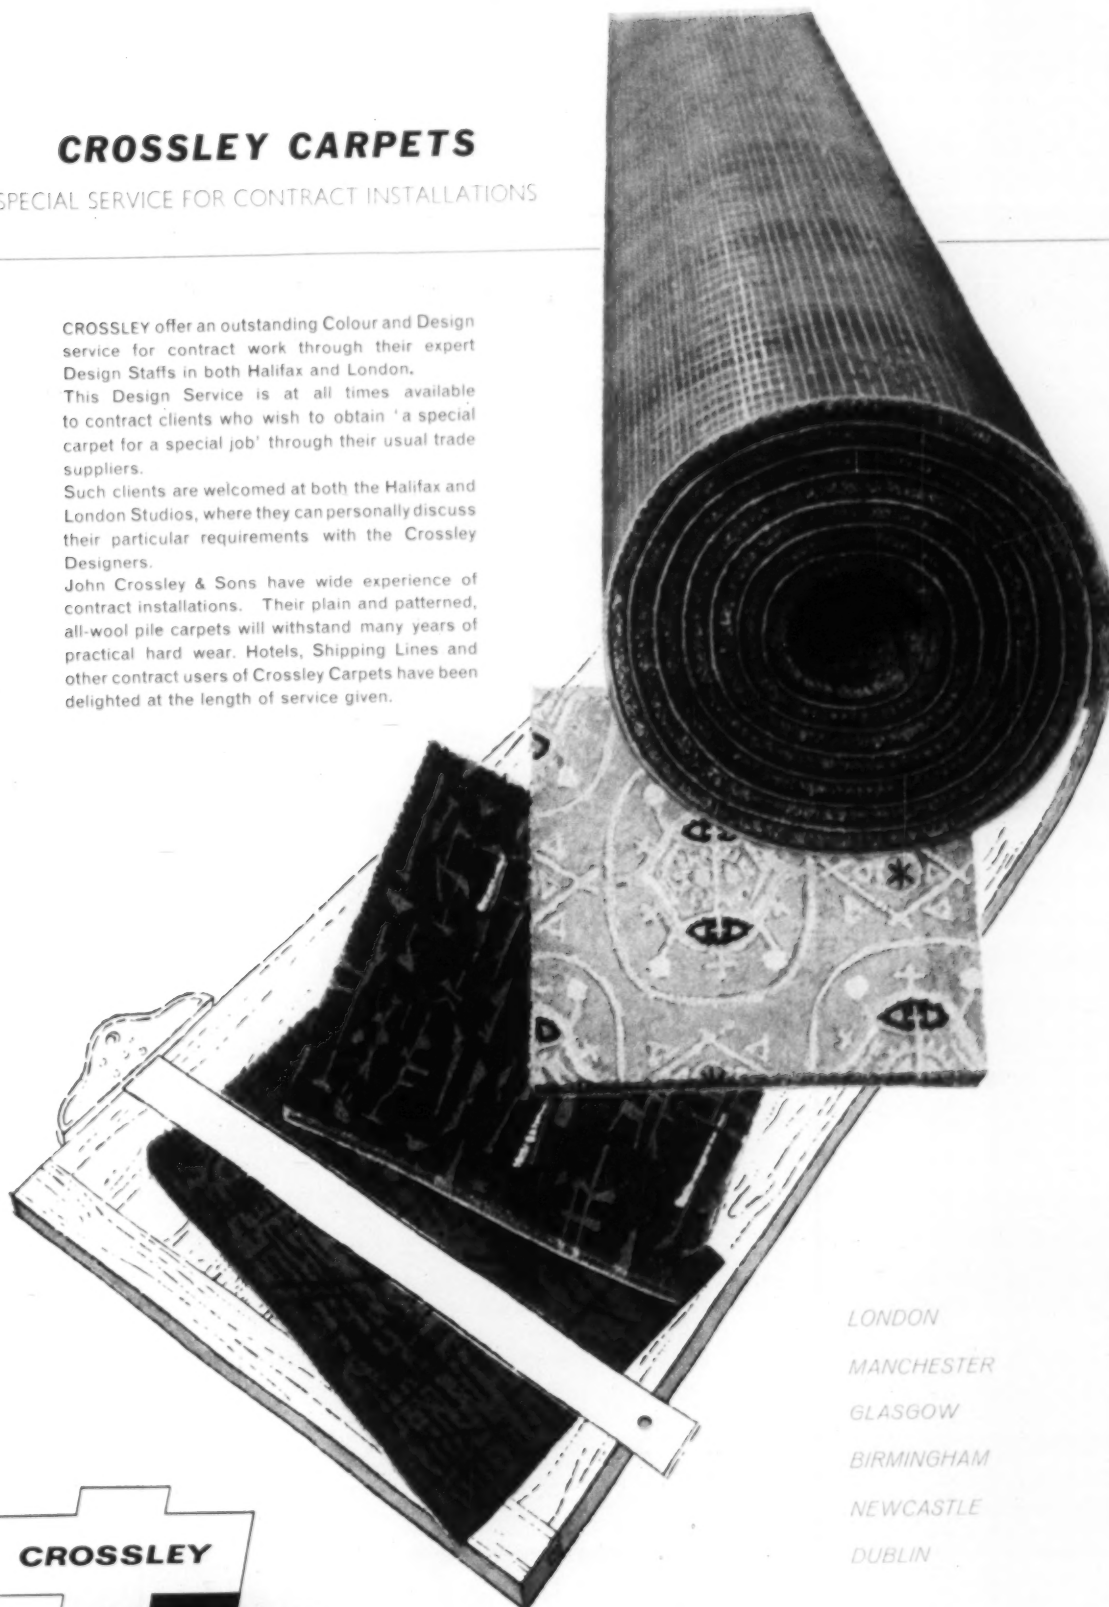 CROSSLEY CARPETS
SPECIAL SERVICE FOR CONTRACT INSTALLATIONS
CROSSLEY offer an outstanding Colour and Design
service for contract work through their expert
Design Staffs in both Halifax and London.
This Design Service is at all times available
to contract clients who wish to obtain ‘a special
carpet for a special job’ through their usual trade
suppliers.
Such clients are welcomed at both the Halifax and
London Studios, where they can personally discuss
their particular requirements with the Crossley
Designers.
John Crossley & Sons have wide experience of
contract installations. Their plain and patterned,
all-wool pile carpets will withstand many years of
practical hard wear. Hotels, Shipping Lines and
other contract users of Crossley Carpets have been
delighted at the length of service given.
LONDON
MANCHESTER
GLASGOW
BIRMINGHAM
NEWCASTLE
DUBLIN
CROSSLEY